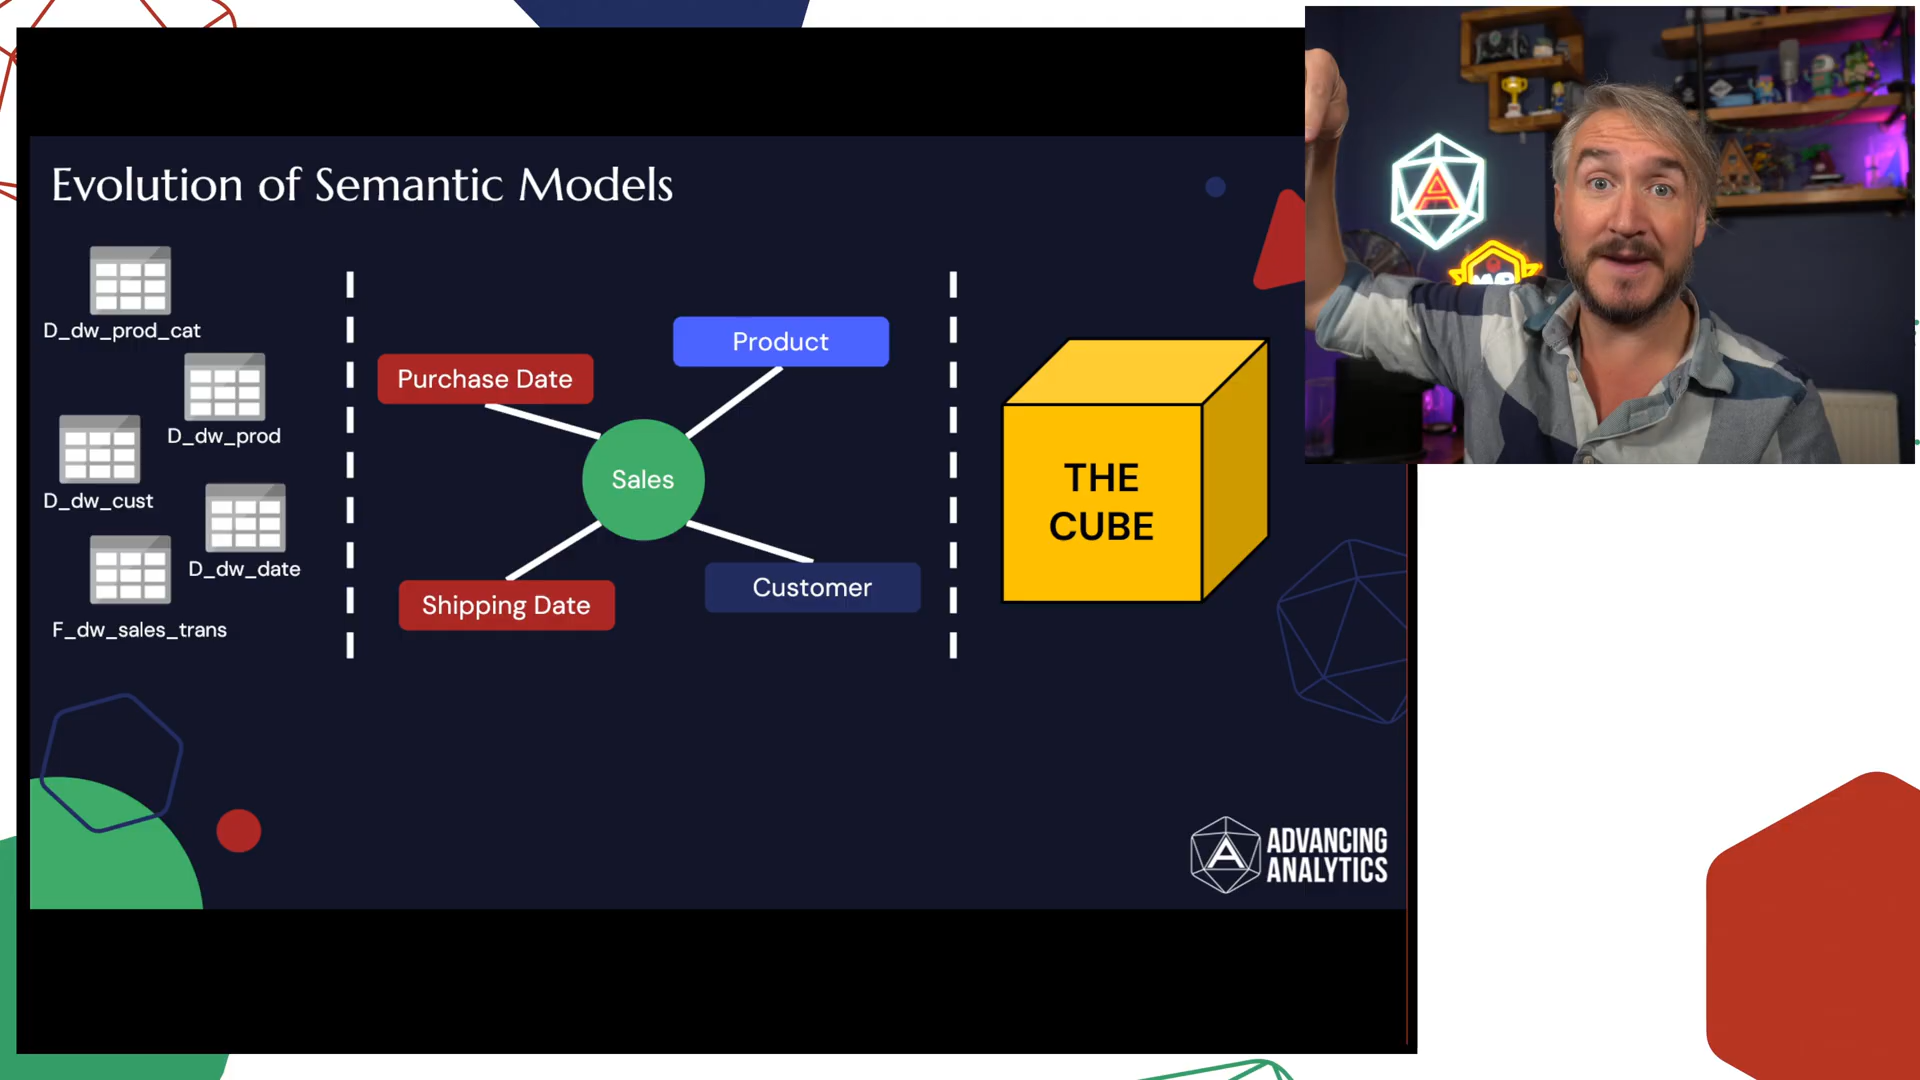 Evolution of Semantic Models
D_dw_prod_cat
D_dw_prod
D_dw_cust
D_dw_date
F_dw_sales_trans
Purchase Date
Product
Sales
Shipping Date
Customer
THE
CUBE
A
A
ADVANCING
ANALYTICS